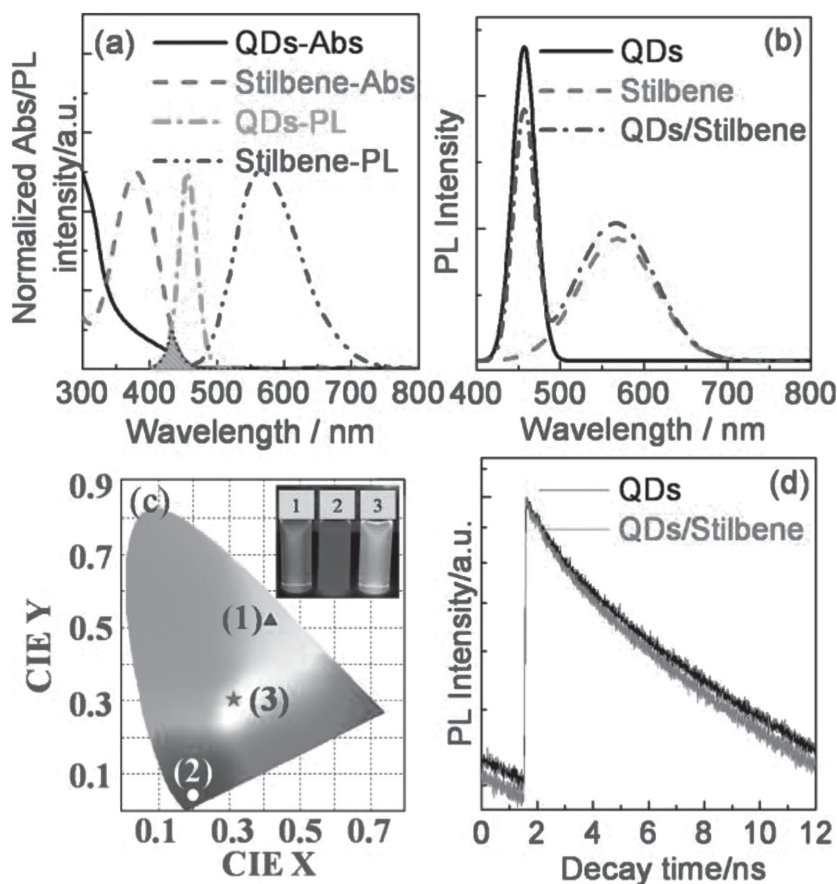 (a)
QDs-Abs
Stilbene-Abs
QDs-PL
Stilbene-PL
Normalized Abs/PL
intensity/a.u.
300 400 500 600 700 800
Wavelength / nm
(b)
QDs
Stilbene
QDs/Stilbene
PL Intensity
400 500 600 700 800
Wavelength / nm
(c)
1 2 3
0.9
0.7
0.5
0.3
0.1
CIE Y
(1)
(3)
(2)
0.1 0.3 0.5 0.7
CIE X
(d)
QDs
QDs/Stilbene
PL Intensity/a.u.
0 2 4 6 8 10 12
Decay time/ns